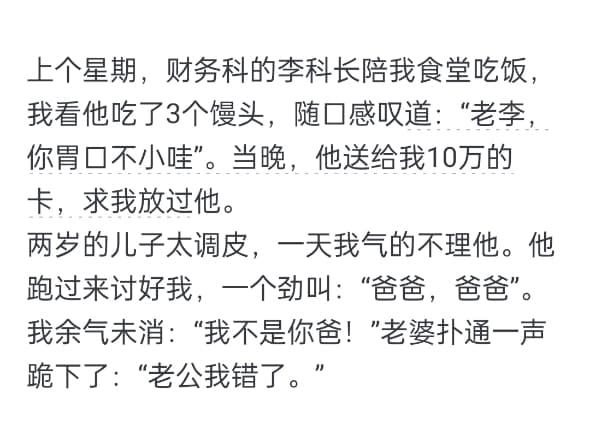 上个星期，财务科的李科长陪我食堂吃饭，
我看他吃了3个馒头，随口感叹道：“老李，
你胃口不小哇”。当晚，他送给我10万的
卡，求我放过他。
两岁的儿子太调皮，一天我气的不理他。他
跑过来讨好我，一个劲叫：“爸爸，爸爸”。
我余气未消：“我不是你爸！”老婆扑通一声
跪下了：“老公我错了。”